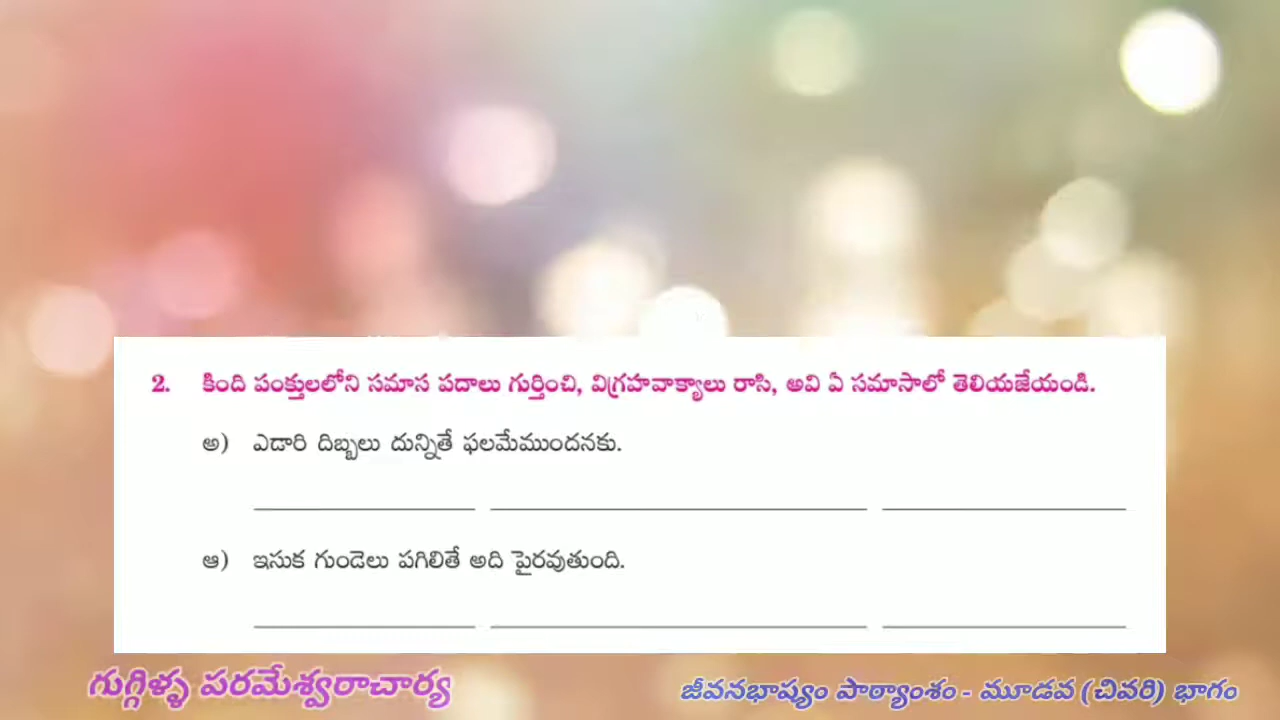 2. కింది పంక్తులలోని సమాస పదాలు గుర్తించి, విగ్రహవాక్యాలు రాసి, అవి ఏ సమాసాలో తెలియజేయండి.
అ) ఎడారి దిబ్బలు దున్నితే ఫలమేముందనకు.
ఆ) ఇసుక గుండెలు పగిలితే అది పైరవుతుంది.
గుగ్గిళ్ళ పరమేశ్వరాచార్య
జీవనభాష్యం పాఠ్యాంశం - మూడవ (చివరి) భాగం